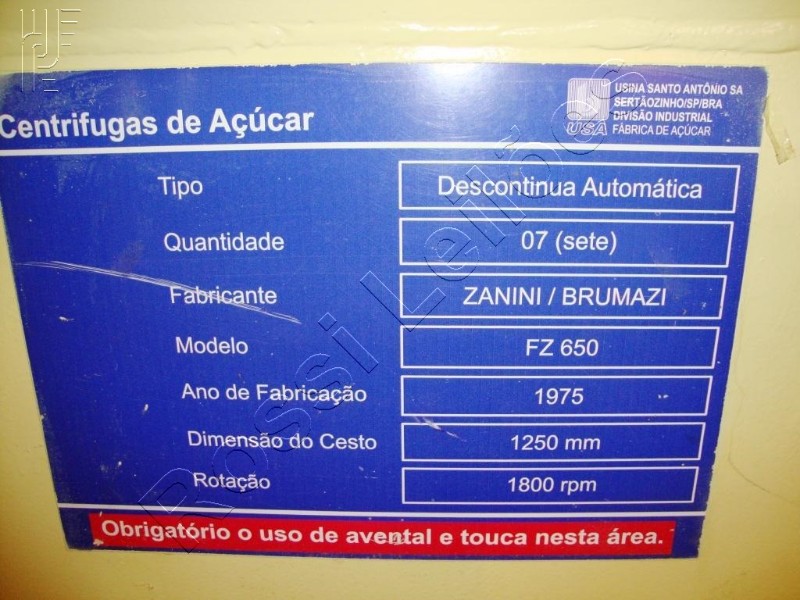 USINA SANTO ANTÔNIO SA
SERTÃOZINHO/SP/BRA
DIVISÃO INDUSTRIAL
FÁBRICA DE AÇÚCAR
USA
Centrifugas de Açúcar
Tipo Descontinua Automática
Quantidade 07 (sete)
Fabricante ZANINI / BRUMAZI
Modelo FZ 650
Ano de Fabricação 1975
Dimensão do Cesto 1250 mm
Rotação 1800 rpm
Obrigatório o uso de avental e touca nesta área.
Rossi Leilões